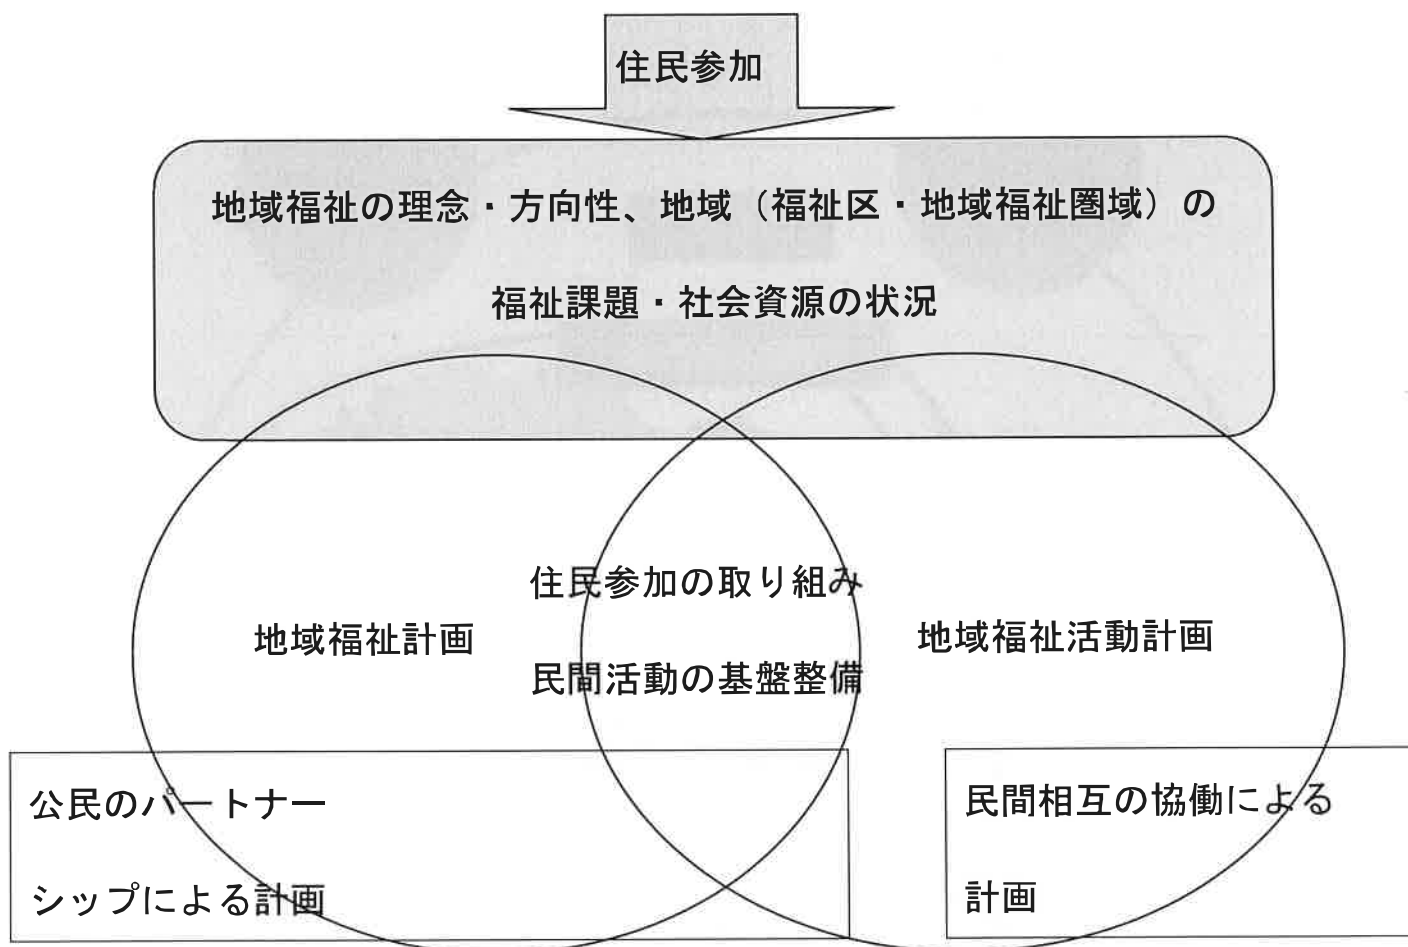 住民参加
地域福祉の理念・方向性、地域（福祉区・地域福祉圏域）の
福祉課題・社会資源の状況
住民参加の取り組み
地域福祉計画
地域福祉活動計画
民間活動の基盤整備
公民のパートナー
シップによる計画
民間相互の協働による
計画